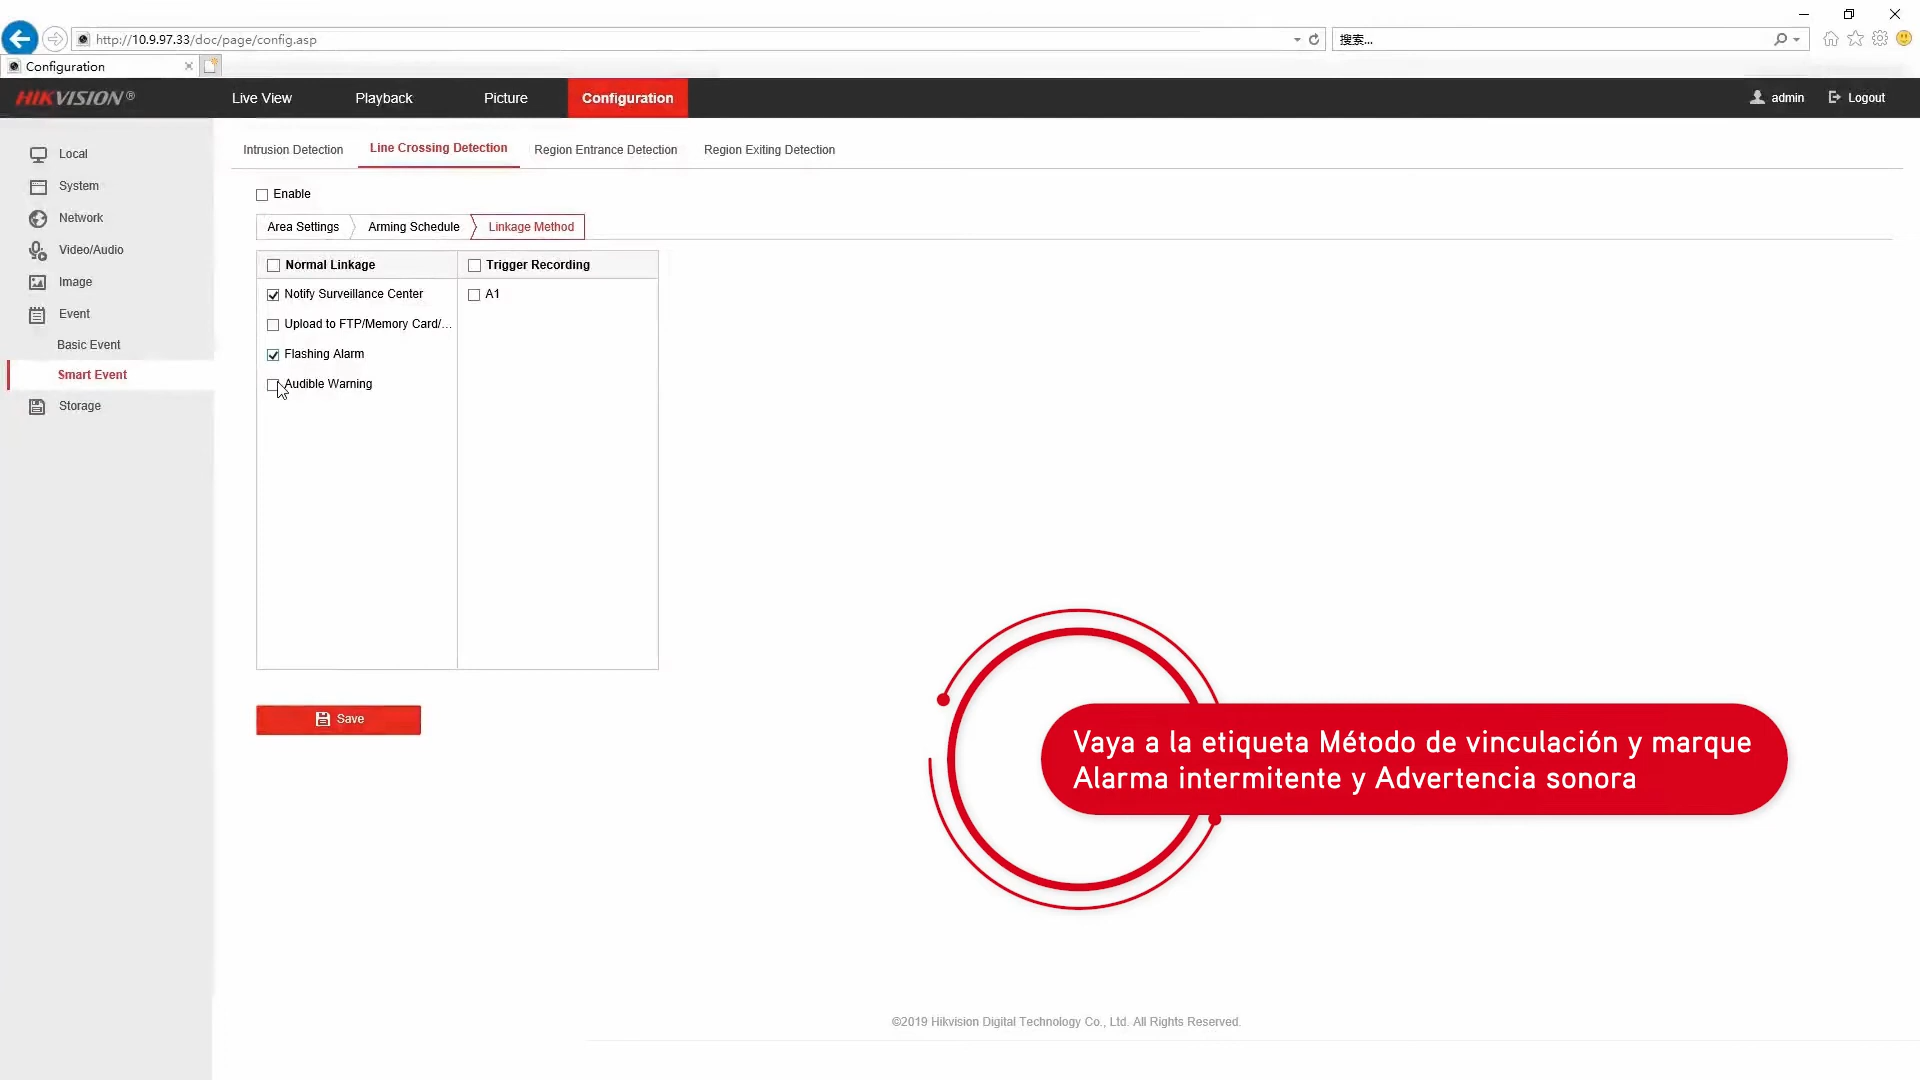 http://10.9.97.33/doc/page/config.asp
搜索...
Configuration
HIKVISION®
Live View
Playback
Picture
Configuration
admin
Logout
Local
System
Network
Video/Audio
Image
Event
Basic Event
Smart Event
Storage
Intrusion Detection
Line Crossing Detection
Region Entrance Detection
Region Exiting Detection
Enable
Area Settings
Arming Schedule
Linkage Method
Normal Linkage
Trigger Recording
Notify Surveillance Center
A1
Upload to FTP/Memory Card/...
Flashing Alarm
Audible Warning
Save
Vaya a la etiqueta Método de vinculación y marque
Alarma intermitente y Advertencia sonora
©2019 Hikvision Digital Technology Co., Ltd. All Rights Reserved.